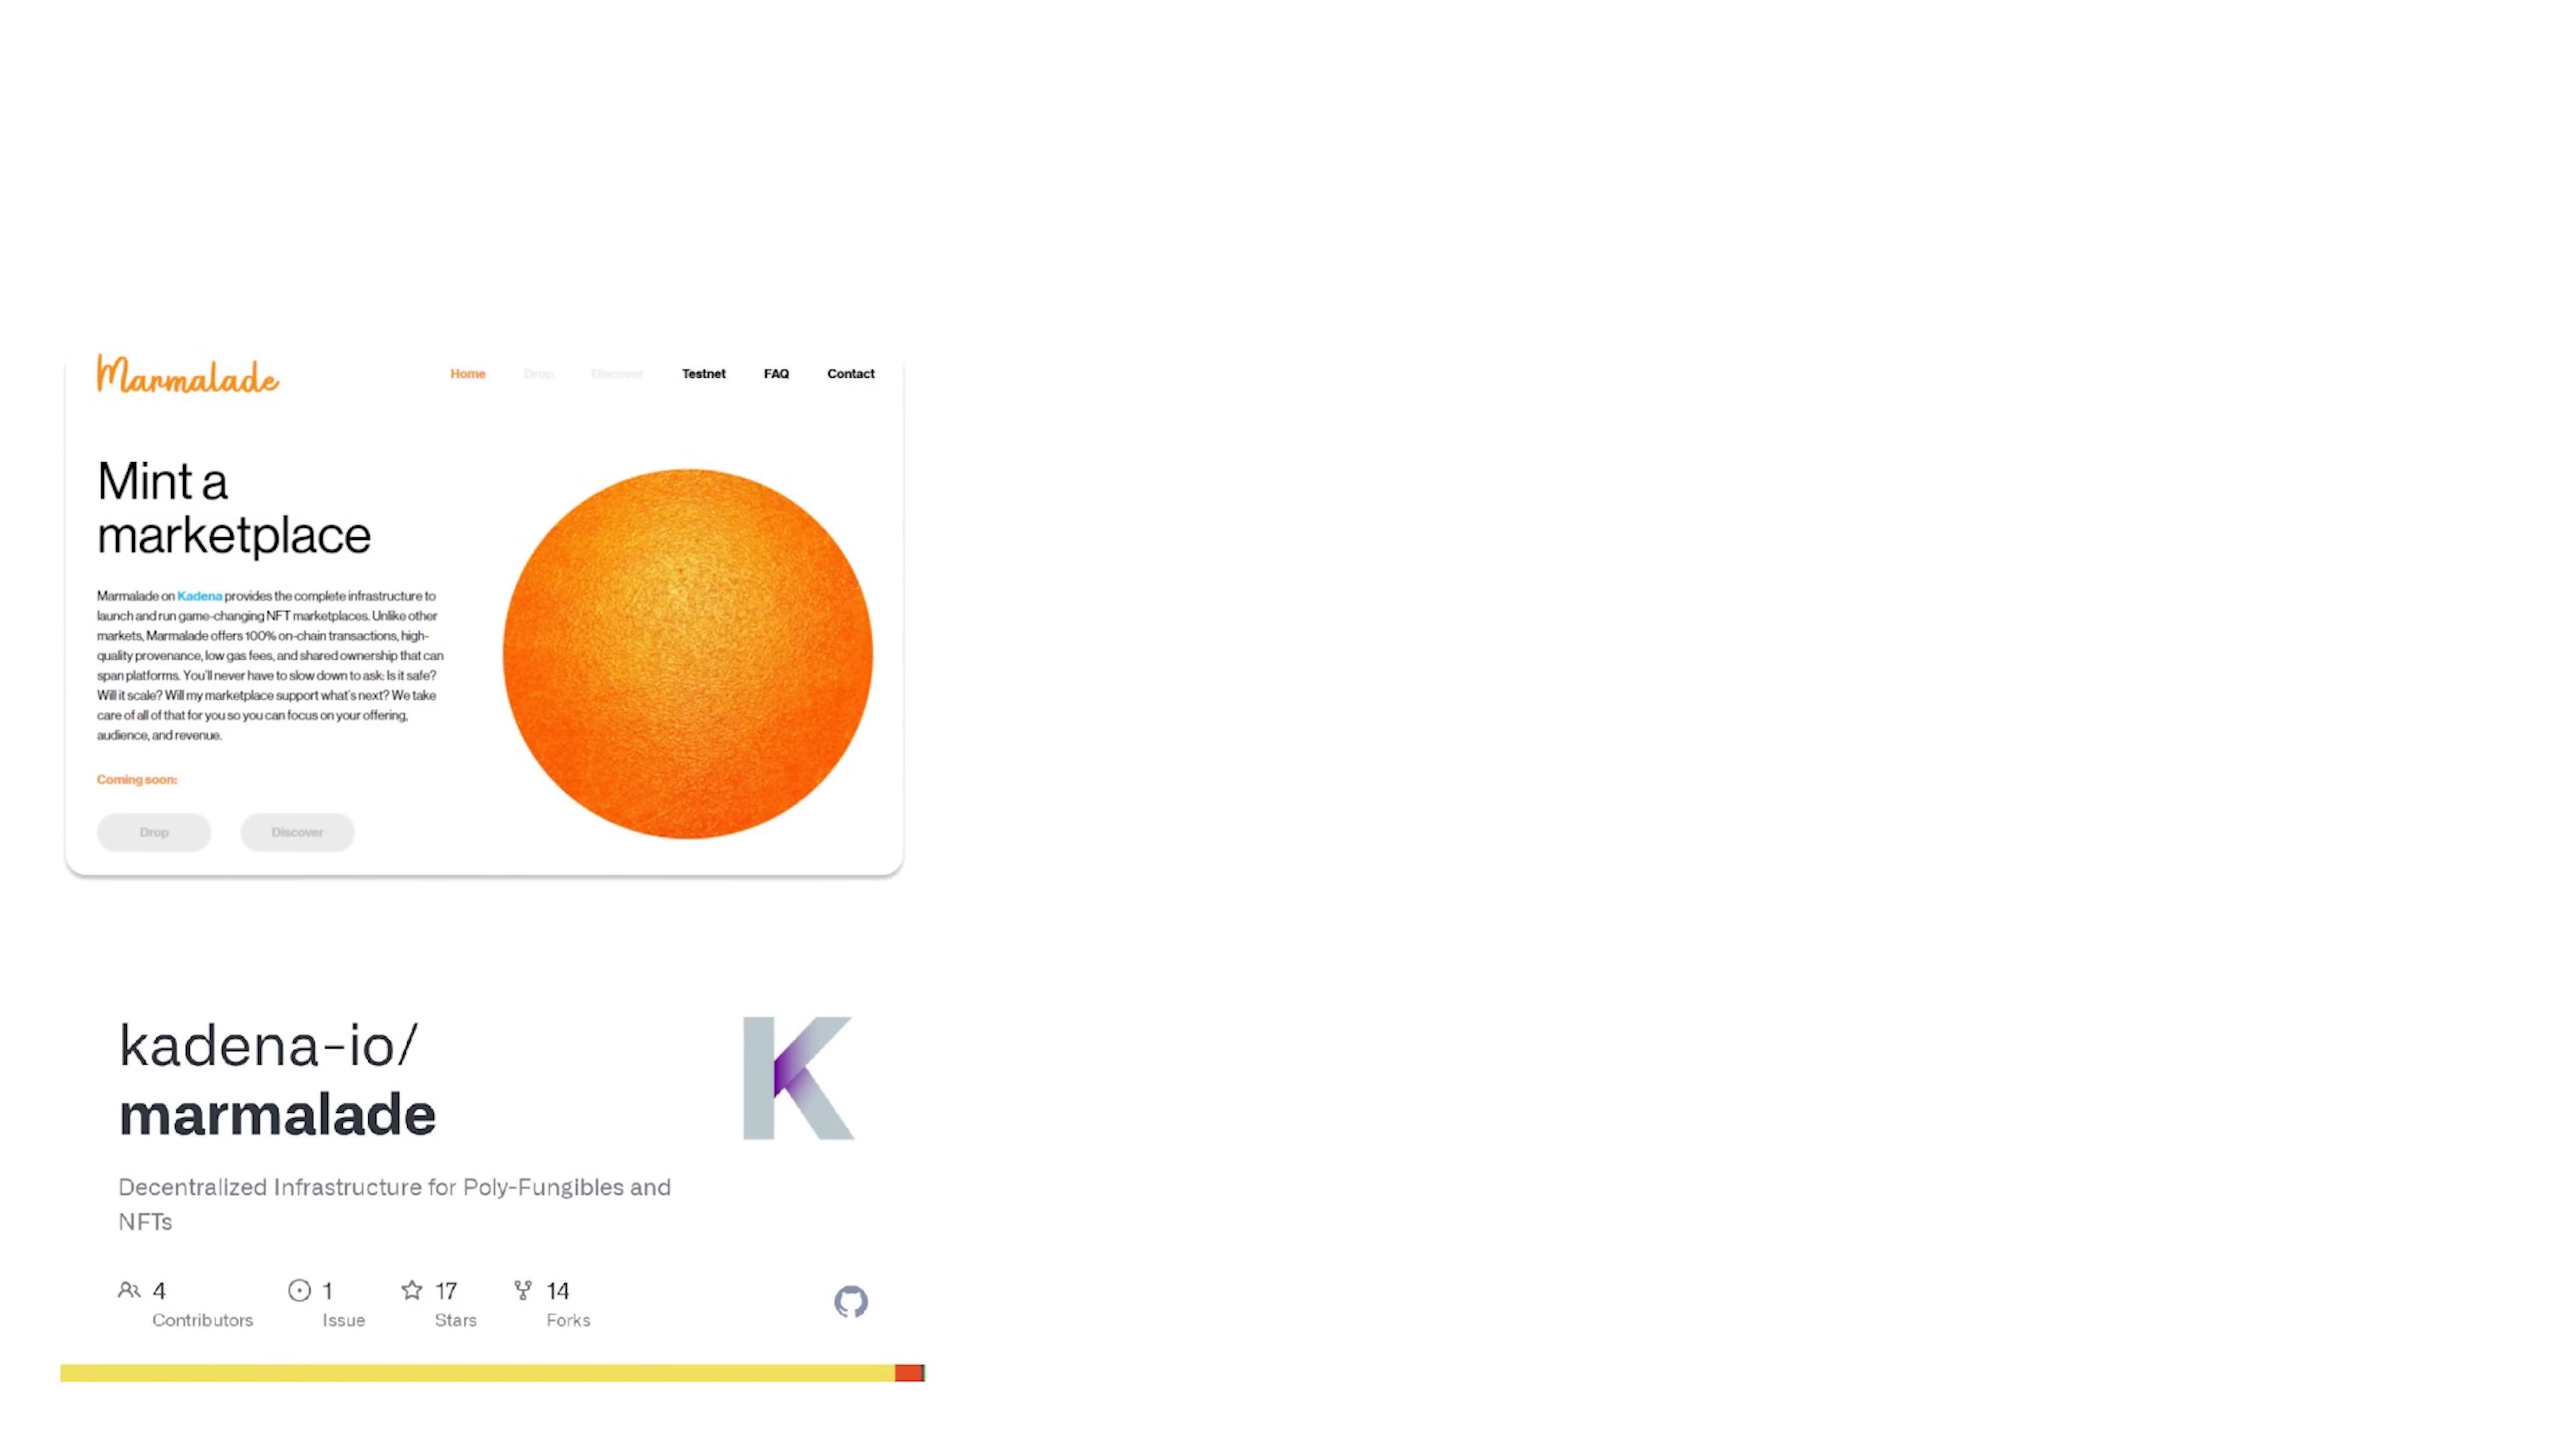 Marmalade
Home Drop Discover Testnet FAQ Contact
Mint a
marketplace
Marmalade on Kadena provides the complete infrastructure to
launch and run game-changing NFT marketplaces. Unlike other
markets, Marmalade offers 100% on-chain transactions, high-
quality provenance, low gas fees, and shared ownership that can
span platforms. You'll never have to slow down to ask: Is it safe?
Will it scale? Will my marketplace support what's next? We take
care of all of that for you so you can focus on your offering,
audience, and revenue.
Coming soon:
Drop Discover
kadena-io/
marmalade
K
Decentralized Infrastructure for Poly-Fungibles and
NFTs
4 1 17 14
Contributors Issue Stars Forks